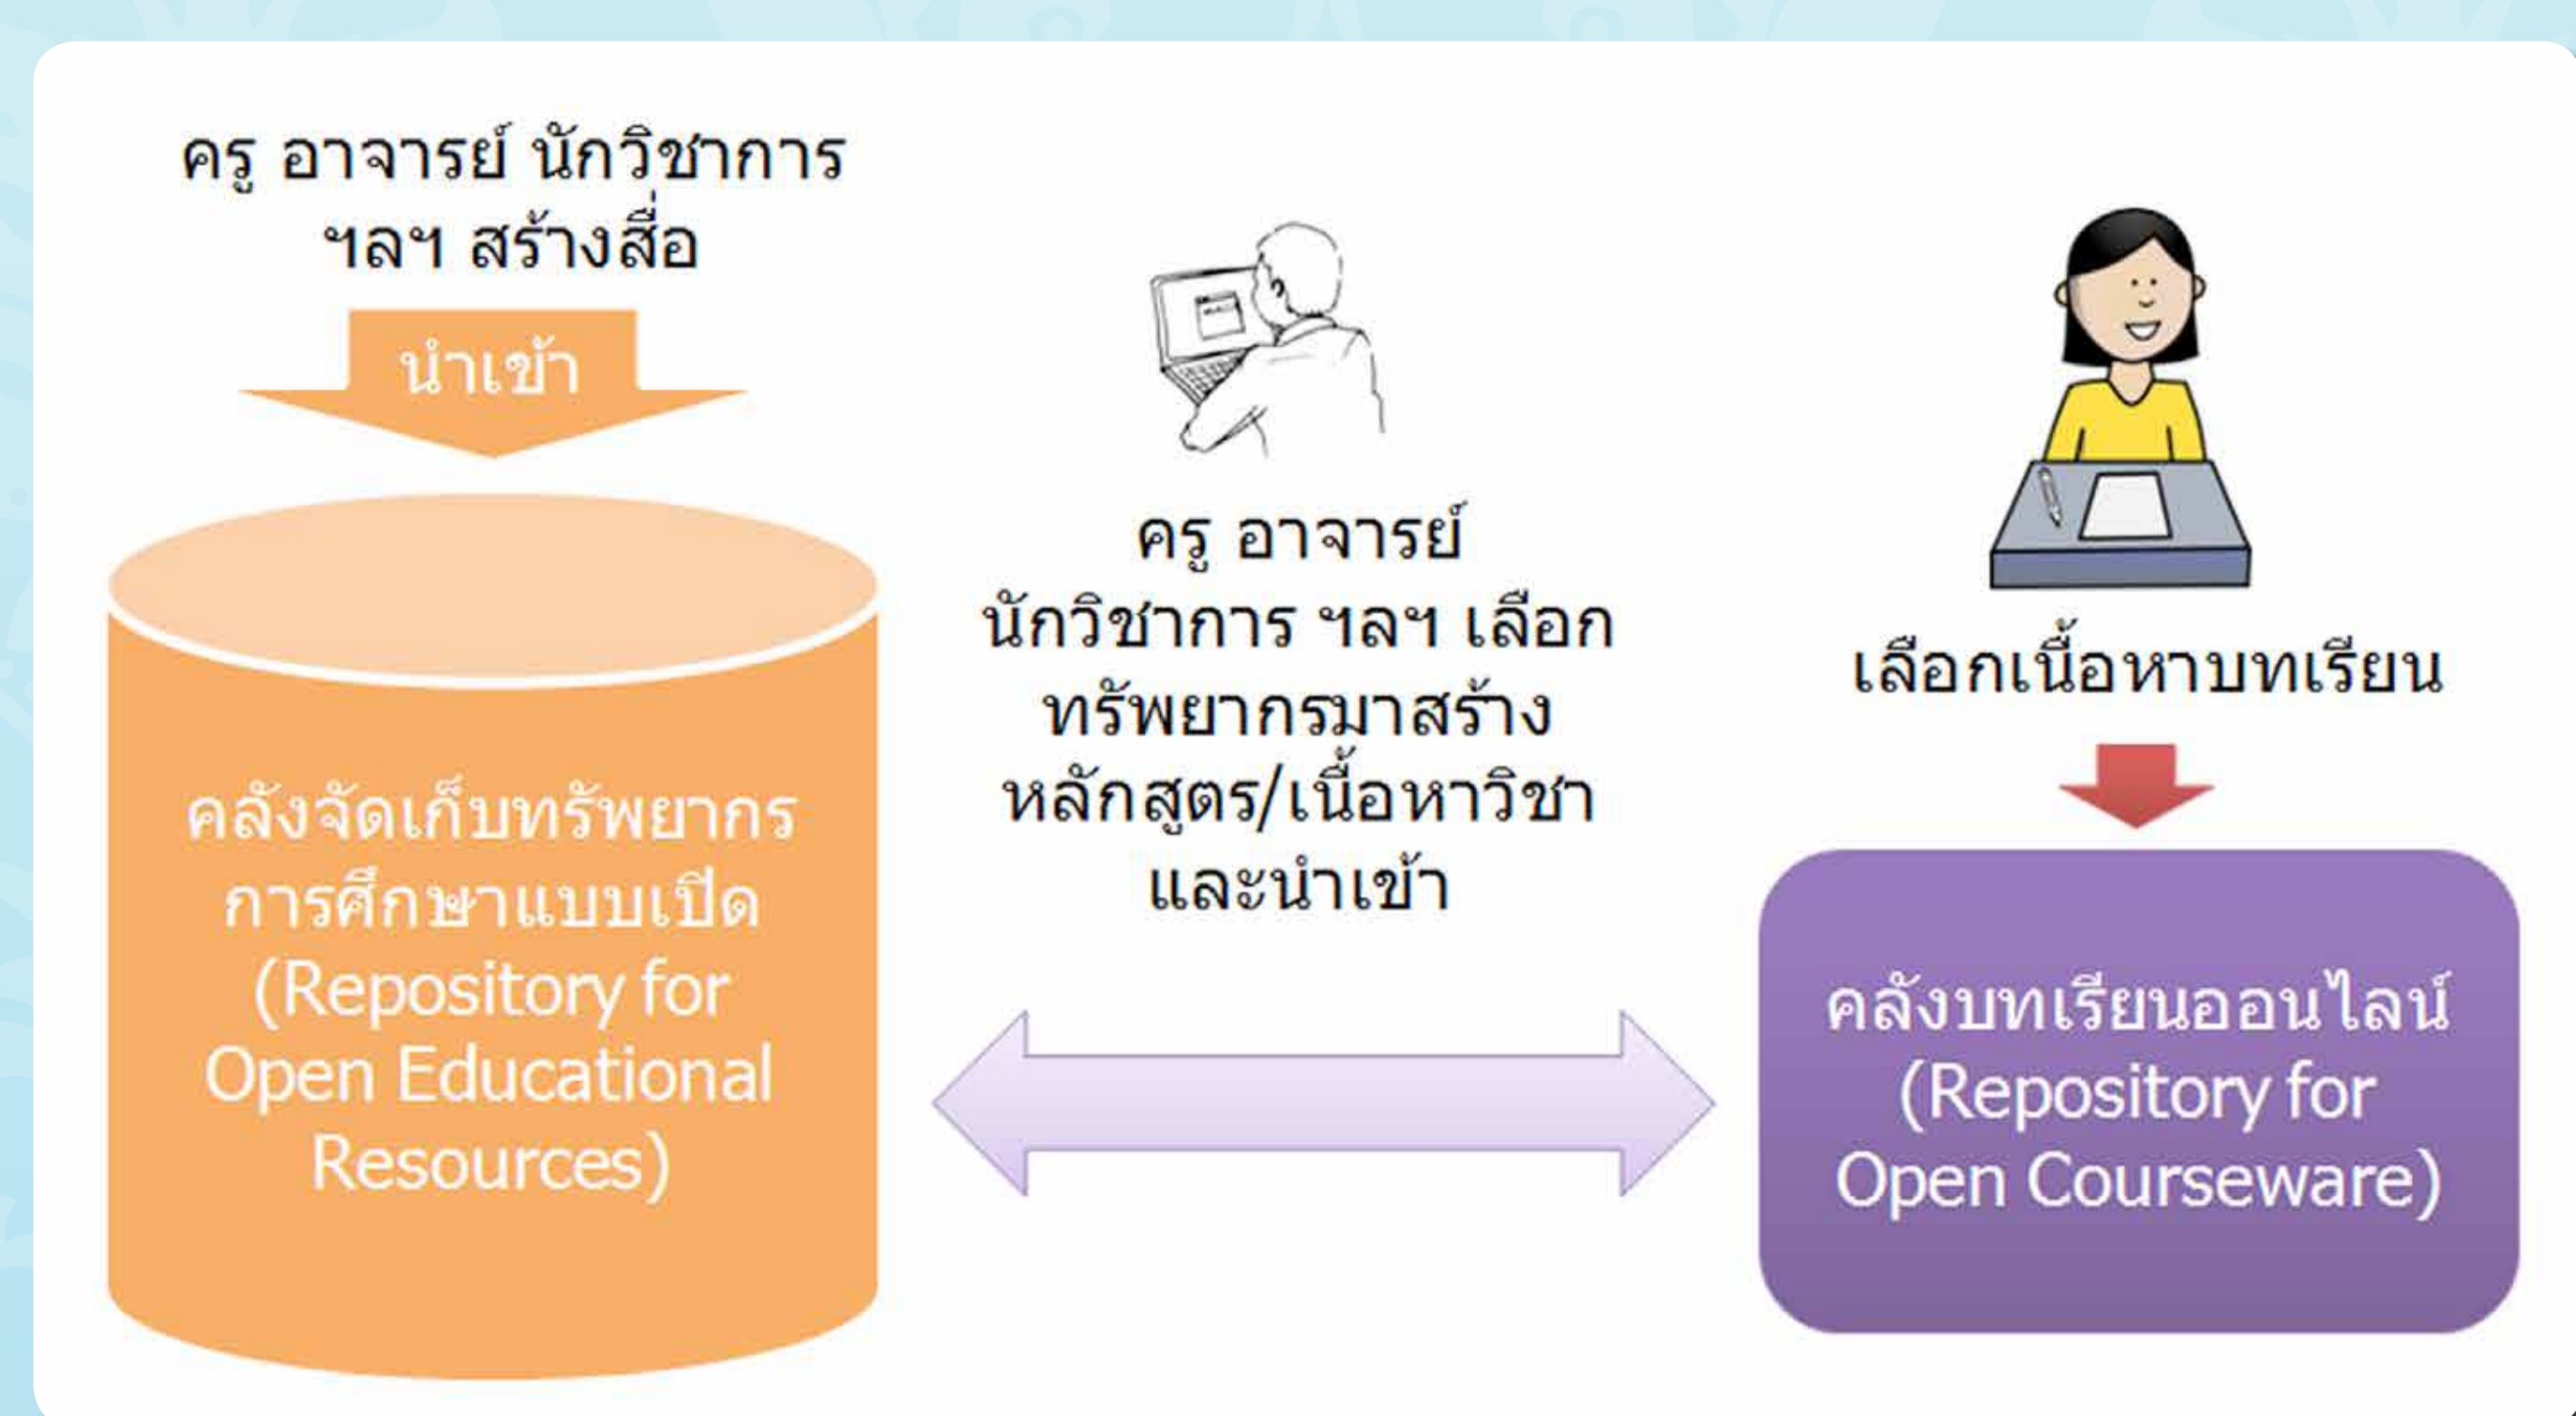 ครู อาจารย์ นักวิชาการ
ฯลฯ สร้างสื่อ
นำเข้า
คลังจัดเก็บทรัพยากร
การศึกษาแบบเปิด
(Repository for
Open Educational
Resources)
ครู อาจารย์
นักวิชาการ ฯลฯ เลือก
ทรัพยากรมาสร้าง
หลักสูตร/เนื้อหาวิชา
และนำเข้า
เลือกเนื้อหาบทเรียน
คลังบทเรียนออนไลน์
(Repository for
Open Courseware)